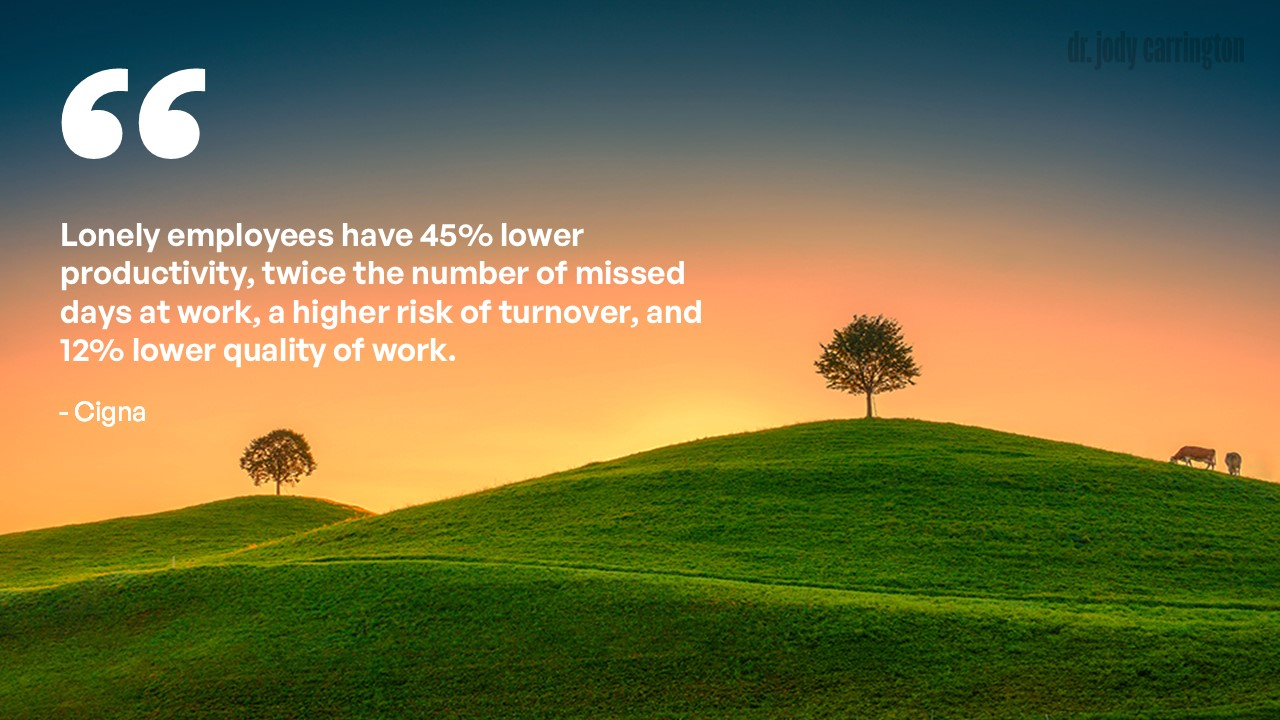 dr. jody carrington
“
Lonely employees have 45% lower
productivity, twice the number of missed
days at work, a higher risk of turnover, and
12% lower quality of work.
- Cigna